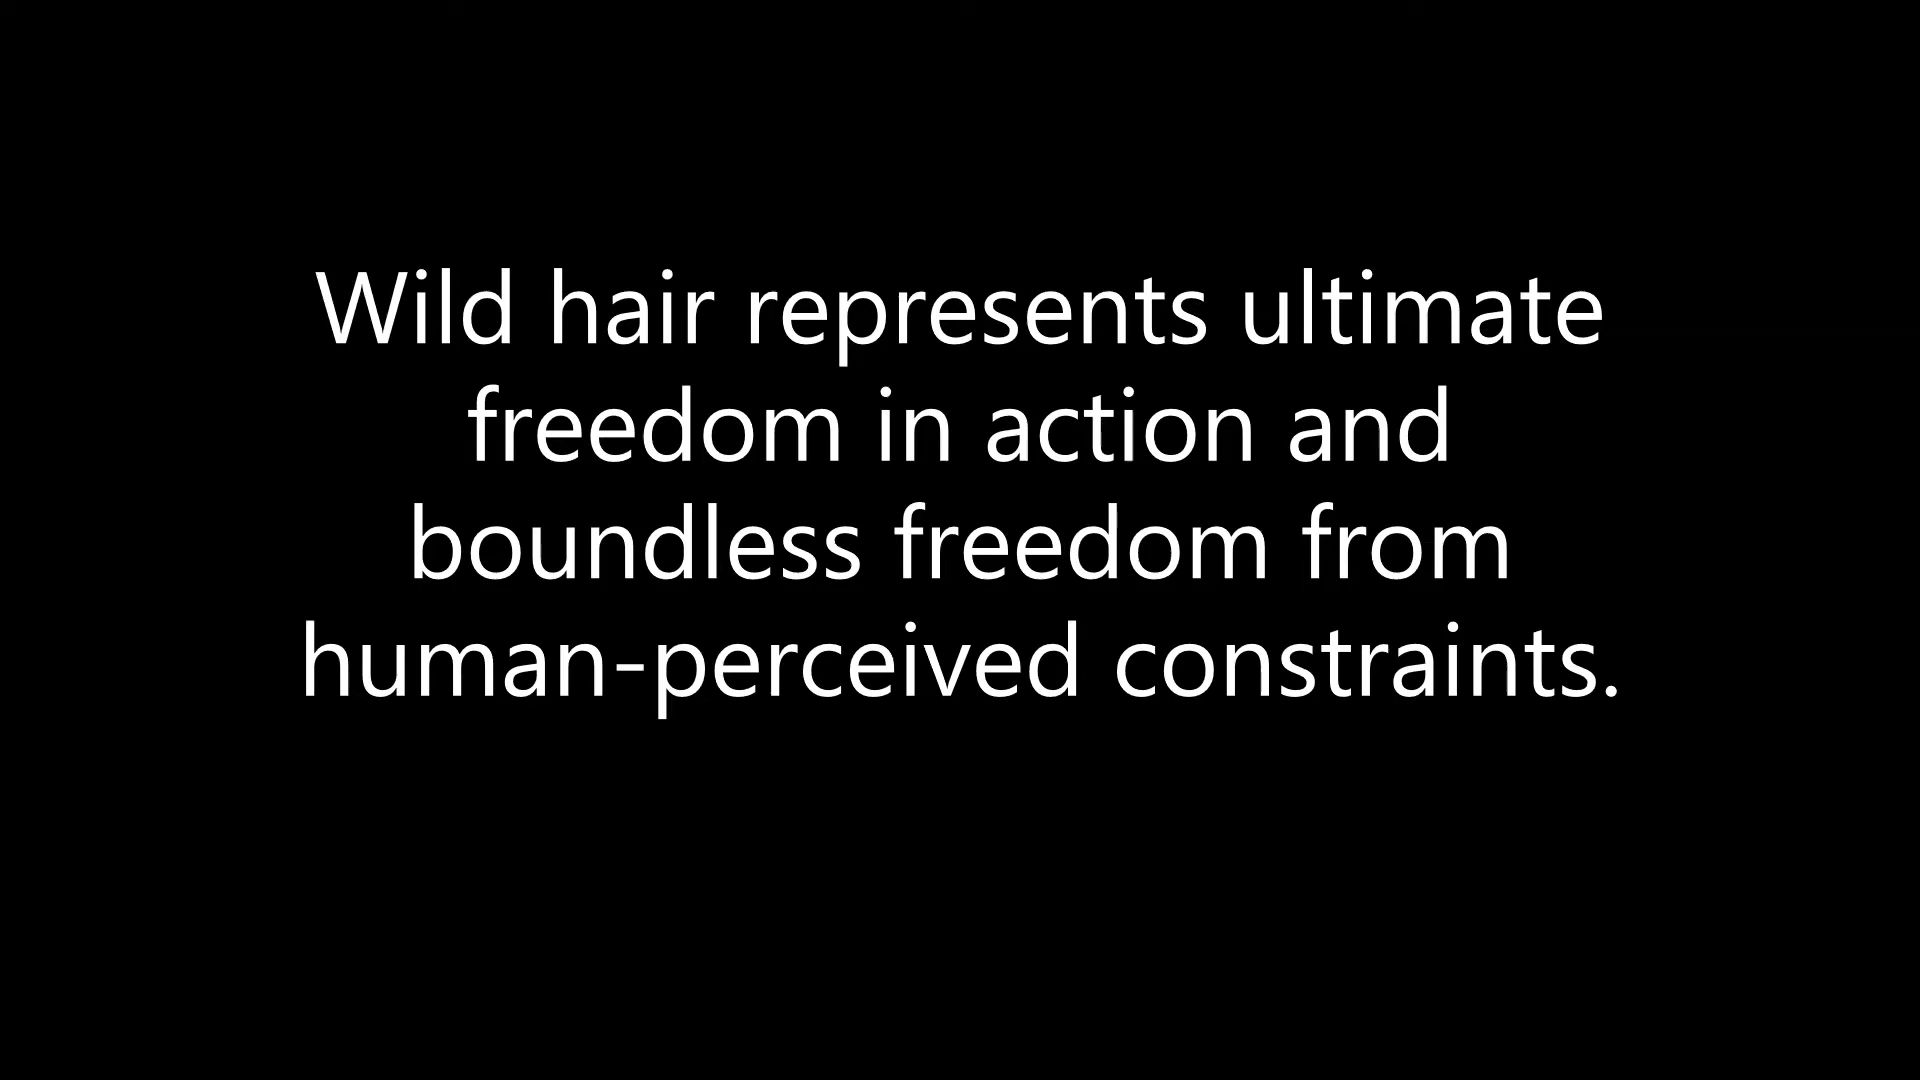 Wild hair represents ultimate
freedom in action and
boundless freedom from
human-perceived constraints.